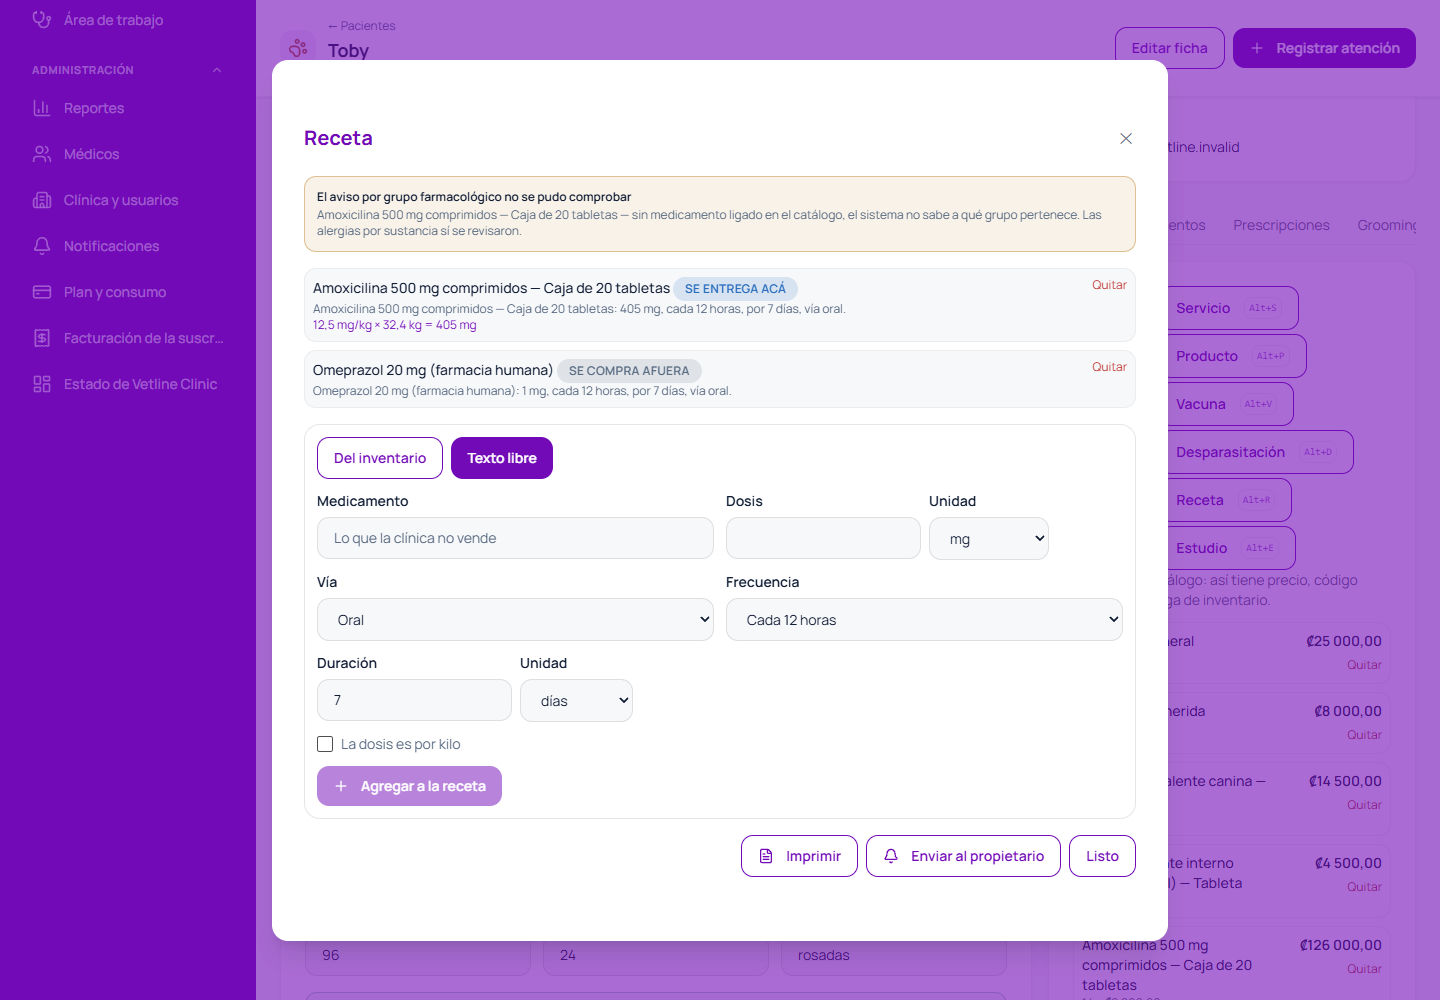 Área de trabajo
ADMINISTRACIÓN
Reportes
Médicos
Clínica y usuarios
Notificaciones
Plan y consumo
Facturación de la suscr...
Estado de Vetline Clinic
← Pacientes
Toby
Editar ficha
Registrar atención
Receta
El aviso por grupo farmacológico no se pudo comprobar
Amoxicilina 500 mg comprimidos — Caja de 20 tabletas — sin medicamento ligado en el catálogo, el sistema no sabe a qué grupo pertenece. Las
alergias por sustancia sí se revisaron.
Amoxicilina 500 mg comprimidos — Caja de 20 tabletas SE ENTREGA ACÁ
Quitar
Amoxicilina 500 mg comprimidos — Caja de 20 tabletas: 405 mg, cada 12 horas, por 7 días, vía oral.
12,5 mg/kg × 32,4 kg = 405 mg
Omeprazol 20 mg (farmacia humana) SE COMPRA AFUERA
Quitar
Omeprazol 20 mg (farmacia humana): 1 mg, cada 12 horas, por 7 días, vía oral.
Del inventario
Texto libre
Medicamento
Dosis
Unidad
Lo que la clínica no vende
mg
Vía
Frecuencia
Oral
Cada 12 horas
Duración
Unidad
7
días
La dosis es por kilo
Agregar a la receta
Imprimir
Enviar al propietario
Listo
tline.invalid
entos
Prescripciones
Grooming
Servicio Alt+S
Producto Alt+P
Vacuna Alt+V
Desparasitación Alt+D
Receta Alt+R
Estudio Alt+E
álogo: así tiene precio, código
ga de inventario.
neral
₡25 000,00
Quitar
herida
₡8 000,00
Quitar
alente canina —
₡14 500,00
Quitar
te interno
₡4 500,00
l) — Tableta
Quitar
Amoxicilina 500 mg
₡126 000,00
comprimidos — Caja de 20
Quitar
tabletas
96
24
rosadas